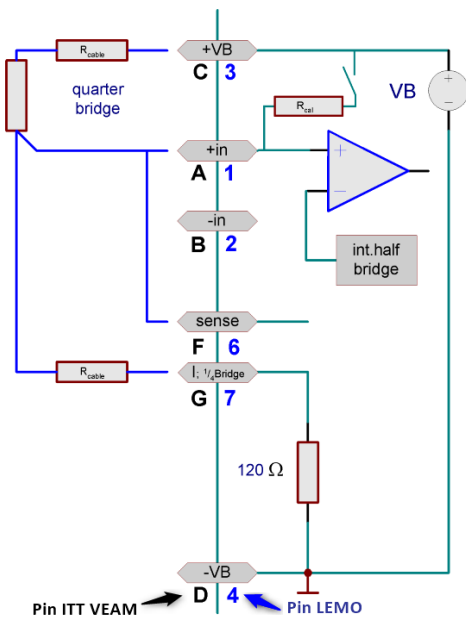 Rcable
+VB
C 3
quarter
bridge
VB
Rcal
+in
A 1
-in
B 2
int.half
bridge
sense
F 6
Rcable
I; 1/4Bridge
G 7
120 Ω
-VB
Pin ITT VEAM
D 4
Pin LEMO